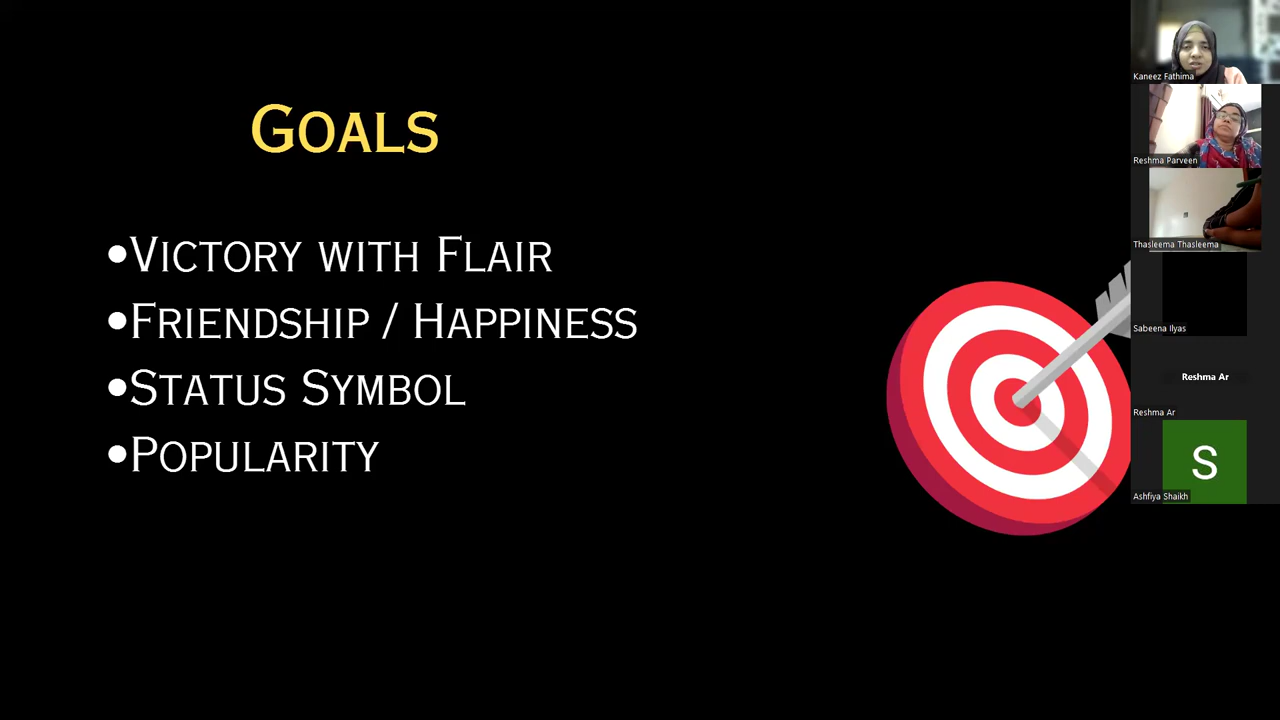 Goals
•Victory with Flair
•Friendship / Happiness
•Status Symbol
•Popularity
Kaneez Fathima
Reshma Parveen
Thasleema Thasleema
Sabeena Ilyas
Reshma Ar
Reshma Ar
S
Ashfiya Shaikh